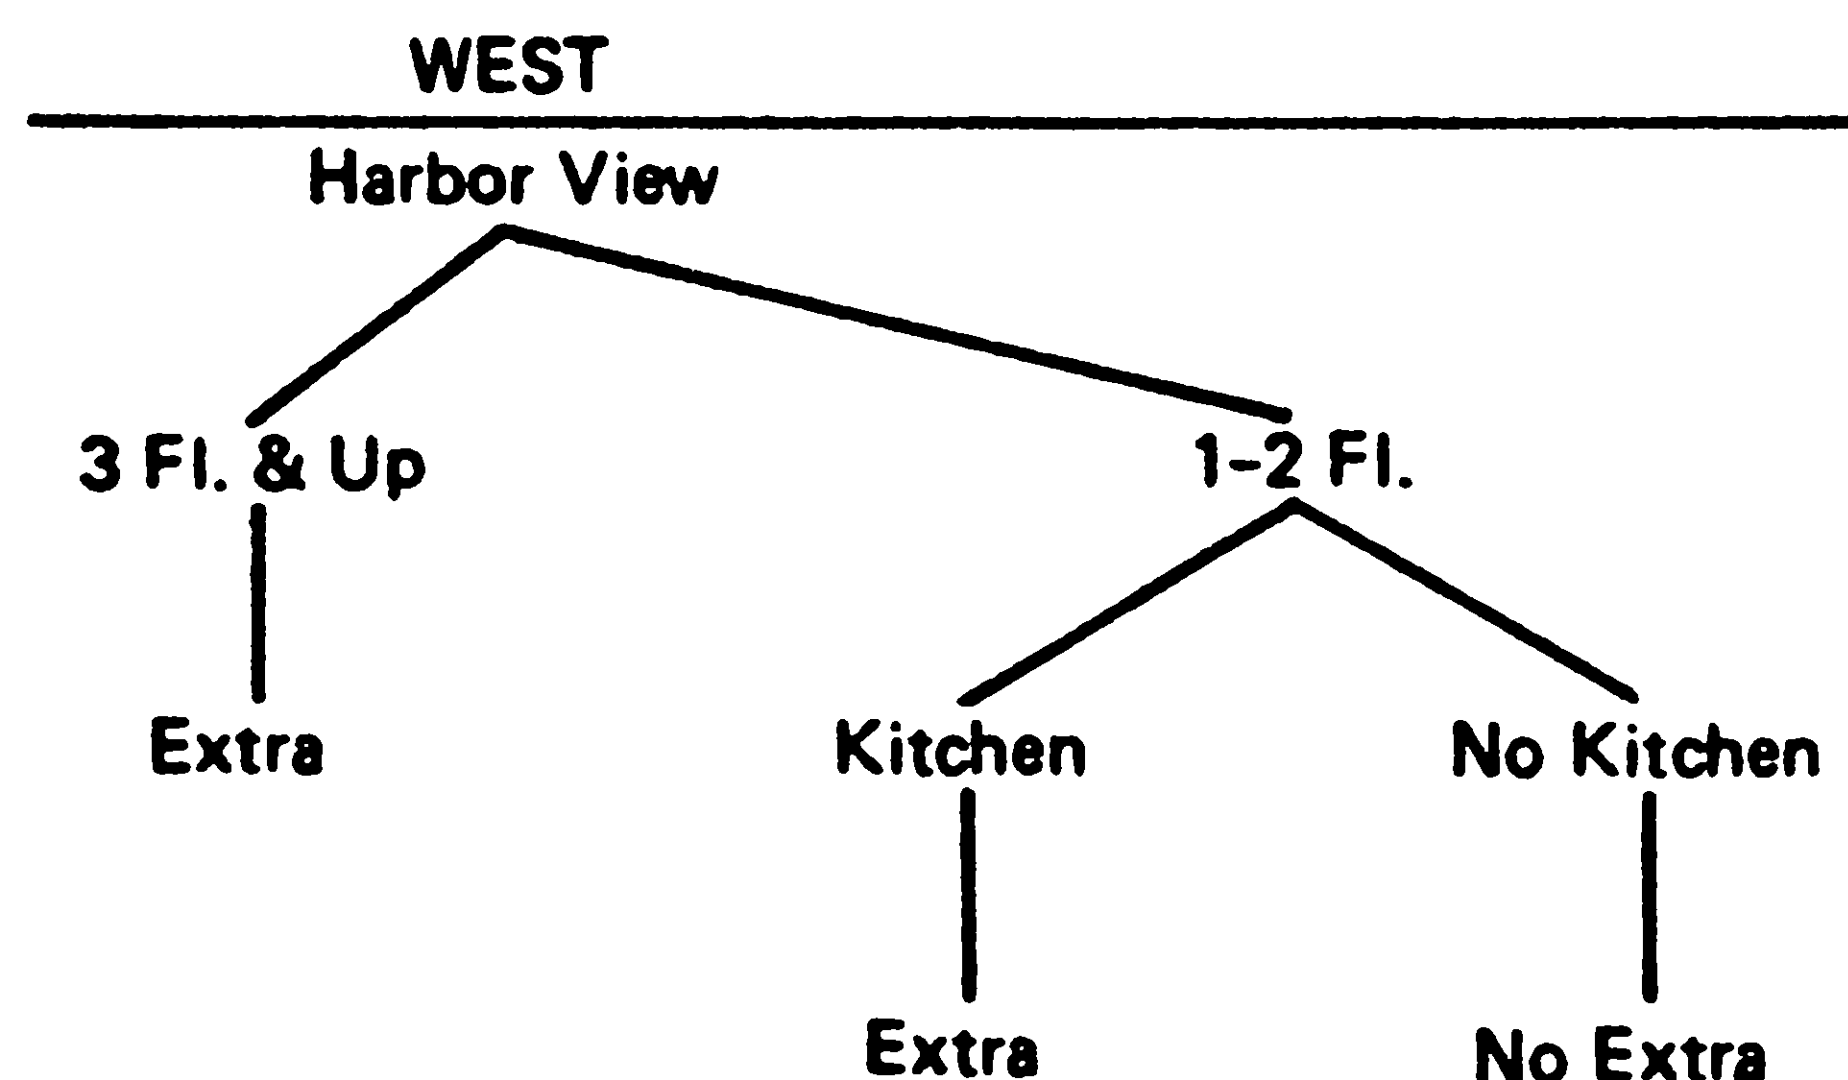 WEST
Harbor View
3 Fl. & Up
1-2 Fl.
Extra
Kitchen
No Kitchen
Extra
No Extra